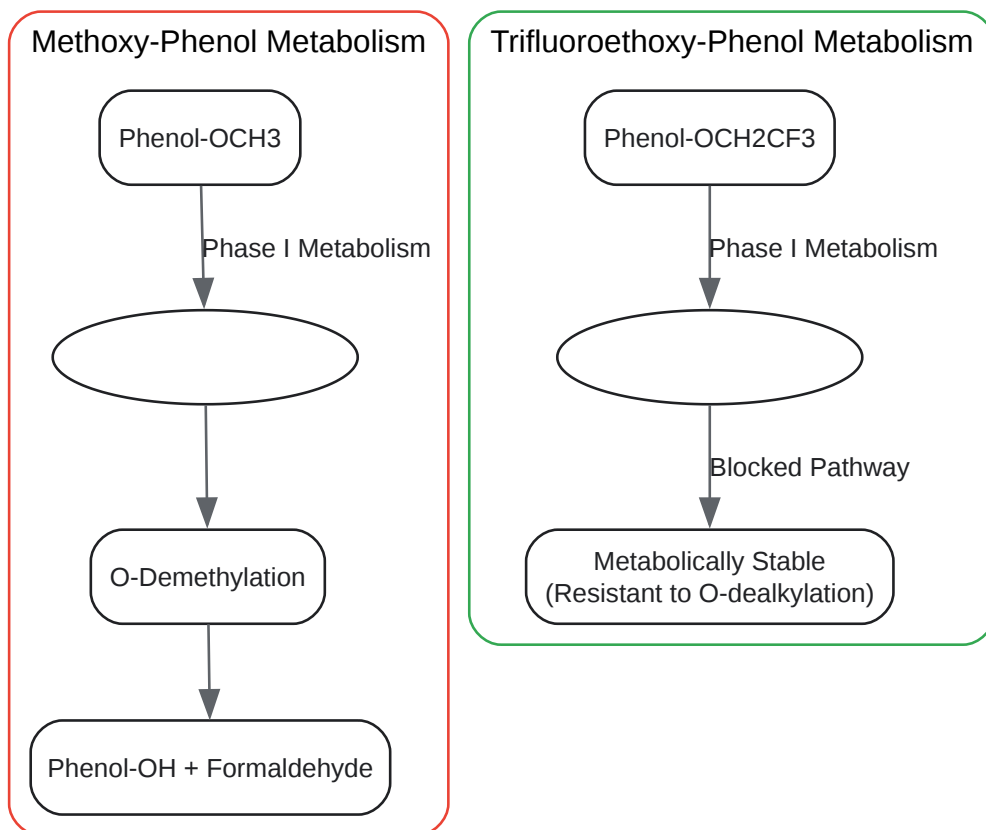 Methoxy-Phenol Metabolism
Phenol-OCH3
Phase I Metabolism
O-Demethylation
Phenol-OH + Formaldehyde
Trifluoroethoxy-Phenol Metabolism
Phenol-OCH2CF3
Phase I Metabolism
Blocked Pathway
Metabolically Stable
(Resistant to O-dealkylation)